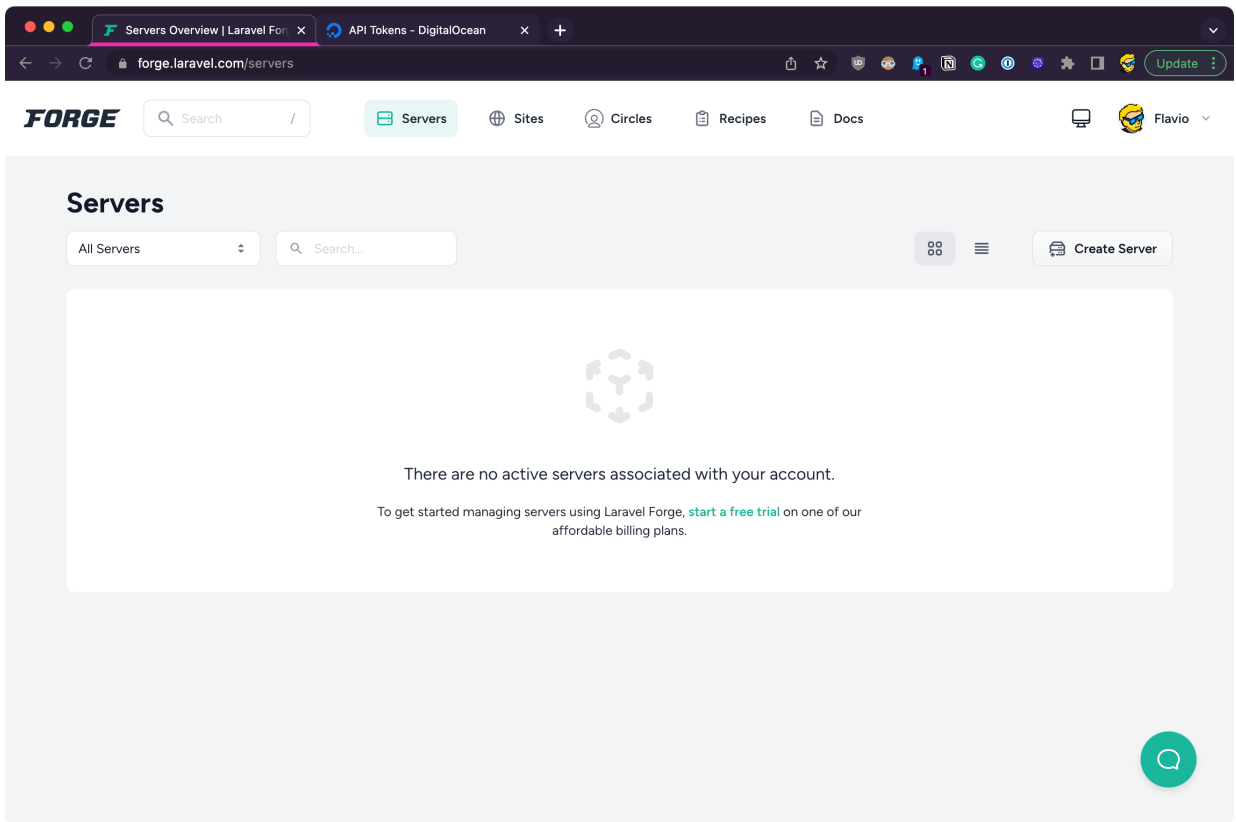 Servers Overview | Laravel For
API Tokens - DigitalOcean
forge.laravel.com/servers
1
Update
FORGE
Search /
Servers
Sites
Circles
Recipes
Docs
Flavio
Servers
All Servers
Search...
Create Server
There are no active servers associated with your account.
To get started managing servers using Laravel Forge, start a free trial on one of our
affordable billing plans.